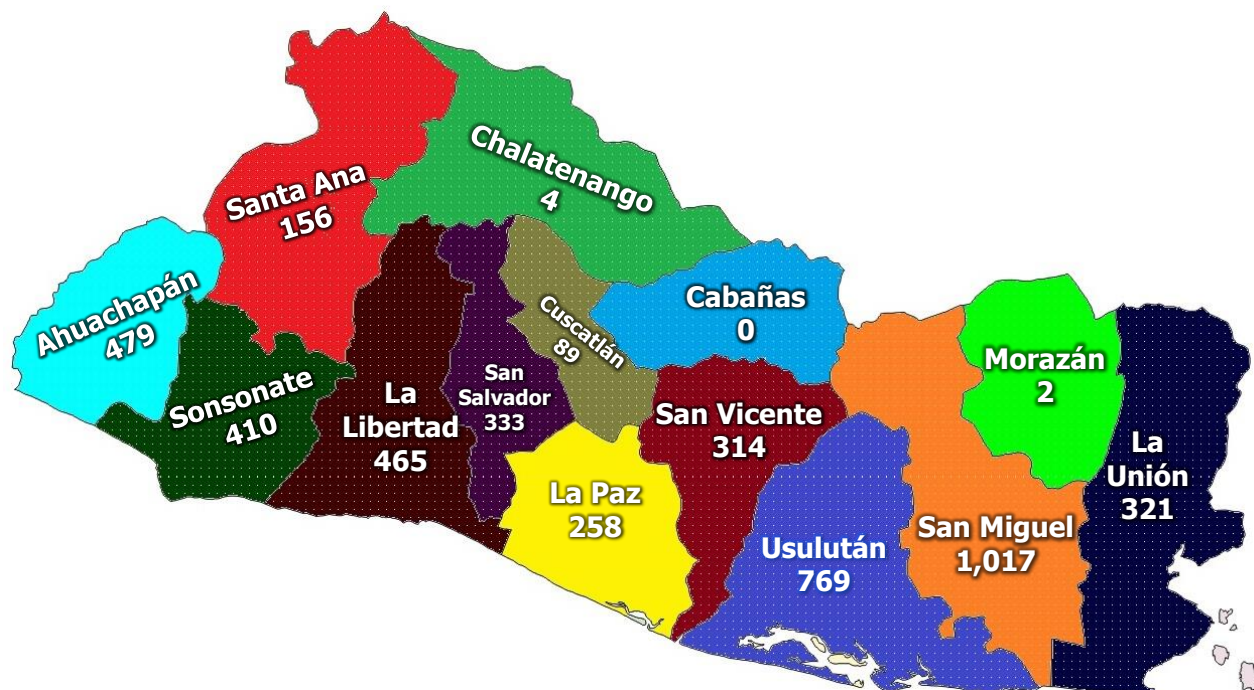 Chalatenango
4
Santa Ana
156
Ahuachapán
479
Sonsonate
410
La
Libertad
465
San
Salvador
333
Cuscatlán
89
Cabañas
0
San Vicente
314
La Paz
258
Usulután
769
San Miguel
1,017
Morazán
2
La
Unión
321